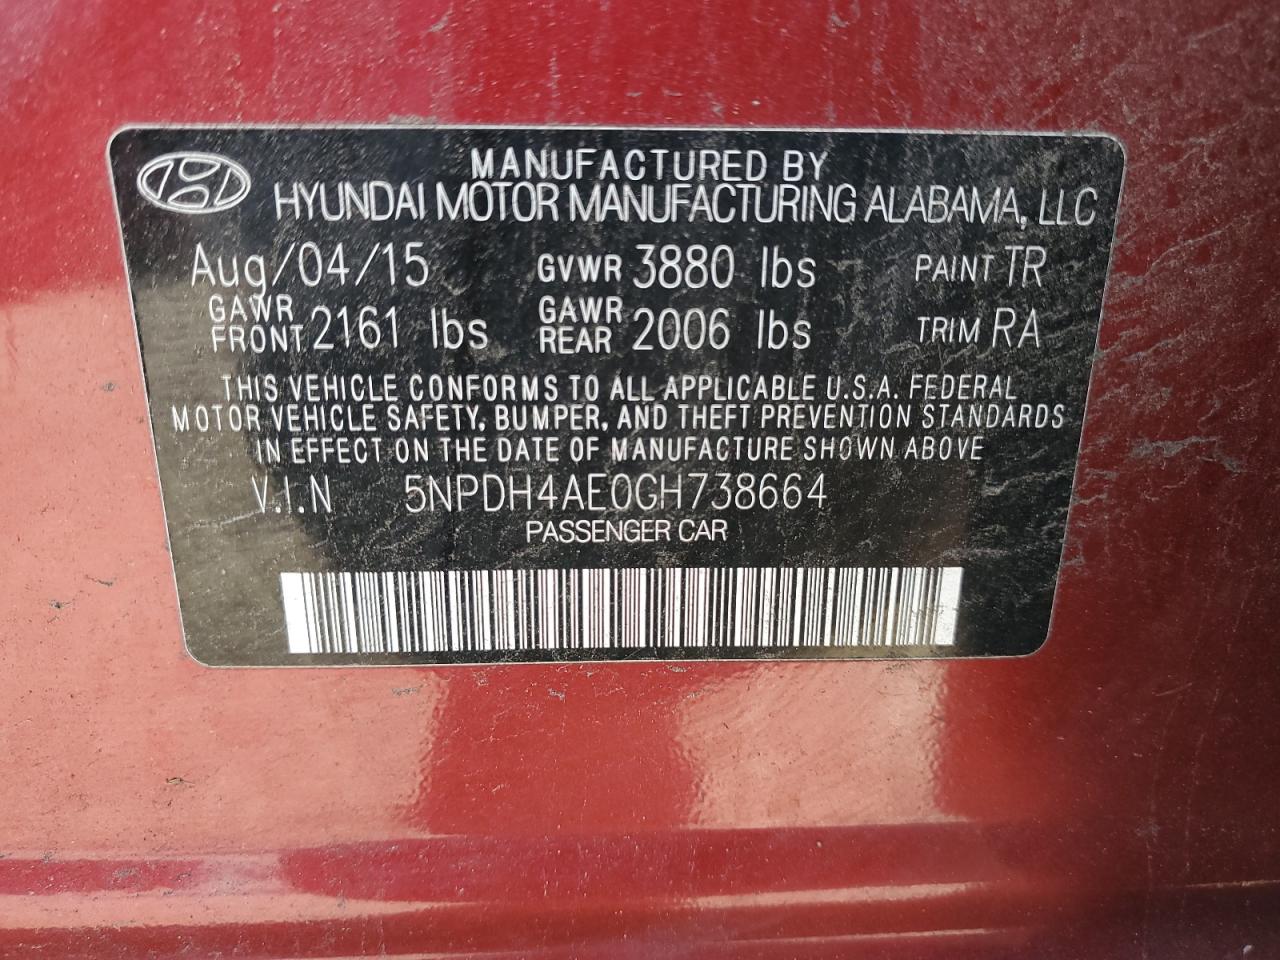 MANUFACTURED BY
HYUNDAI MOTOR MANUFACTURING ALABAMA, LLC
Aug/04/15 GVWR 3880 lbs PAINT TR
GAWR FRONT 2161 lbs GAWR REAR 2006 lbs TRIM RA
THIS VEHICLE CONFORMS TO ALL APPLICABLE U.S.A. FEDERAL
MOTOR VEHICLE SAFETY, BUMPER, AND THEFT PREVENTION STANDARDS
IN EFFECT ON THE DATE OF MANUFACTURE SHOWN ABOVE
V.I.N 5NPDH4AE0GH738664
PASSENGER CAR